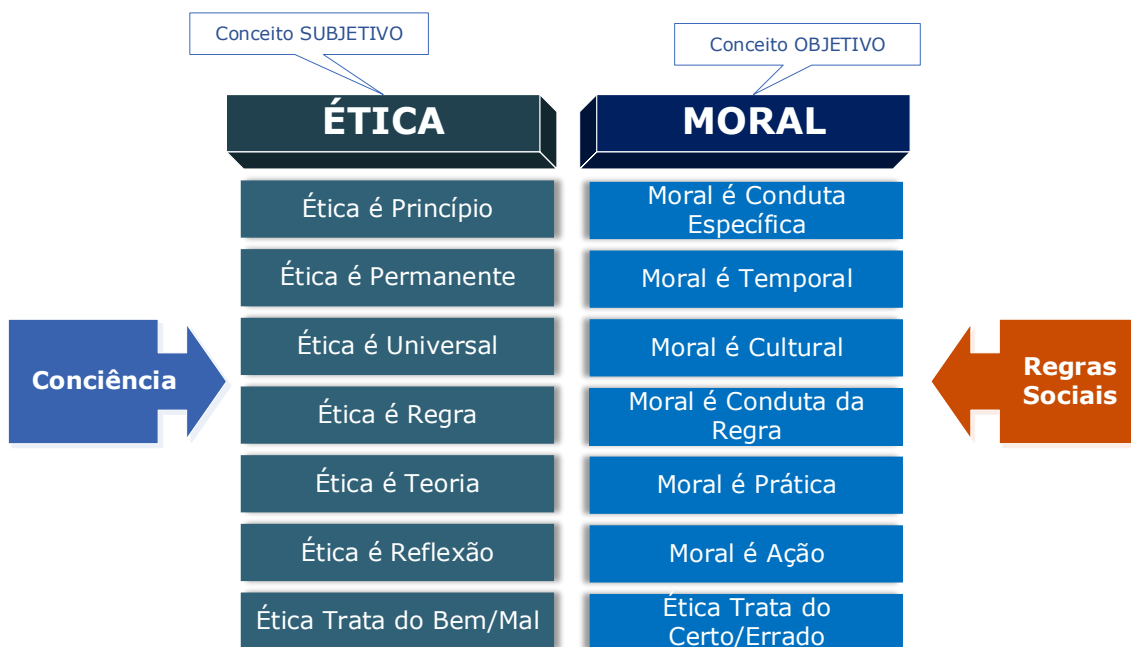 Conceito SUBJETIVO
Conceito OBJETIVO
ÉTICA
MORAL
Ética é Princípio
Moral é Conduta
Específica
Ética é Permanente
Moral é Temporal
Ética é Universal
Moral é Cultural
Conciência
Regras
Sociais
Ética é Regra
Moral é Conduta da
Regra
Ética é Teoria
Moral é Prática
Ética é Reflexão
Moral é Ação
Ética Trata do Bem/Mal
Ética Trata do
Certo/Errado